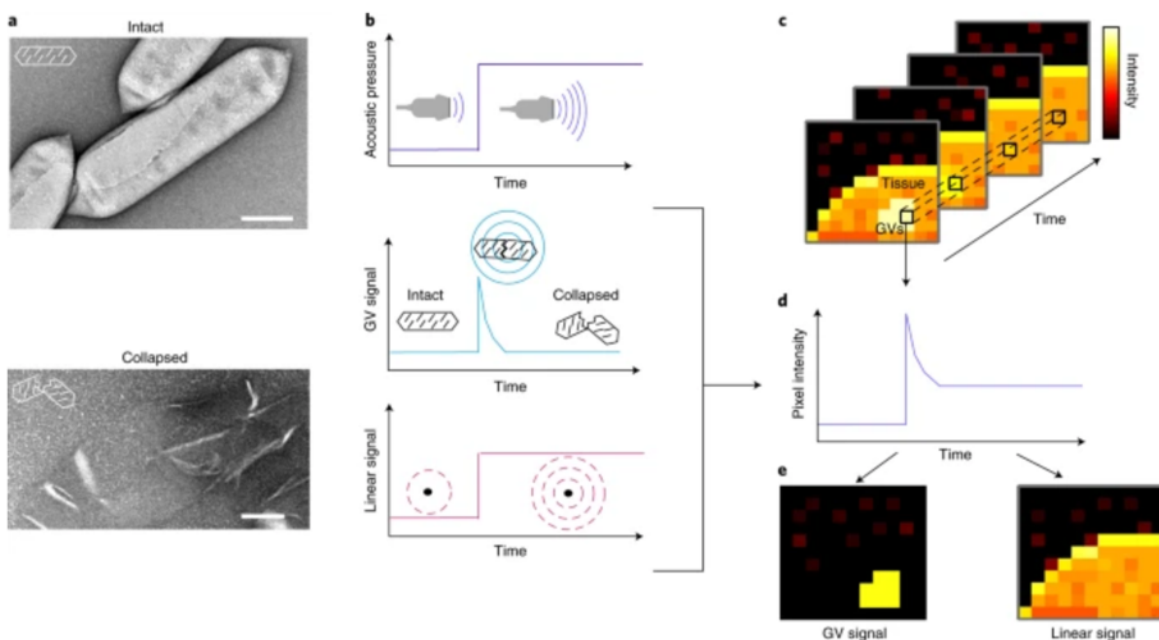 a
Intact
Collapsed
b
Acoustic pressure
Time
GV signal
Intact
Collapsed
Time
Linear signal
Time
c
Intensity
Tissue
GVs
Time
d
Pixel intensity
Time
e
GV signal
Linear signal